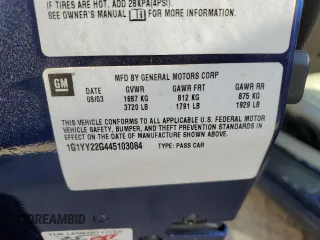 IF TIRES ARE HOT, ADD 28KPA(4PSI).
SEE OWNER'S MANUAL FOR ADDITIONAL
INFORMATION
GM
MFD BY GENERAL MOTORS CORP
DATE GVWR GAWR FRT GAWR RR
08/03 1687 KG 812 KG 875 KG
3720 LB 1791 LB 1929 LB
THIS VEHICLE CONFORMS TO ALL APPLICABLE U.S. FEDERAL MOTOR
VEHICLE SAFETY, BUMPER, AND THEFT PREVENTION STANDARDS IN
EFFECT ON THE DATE OF MANUFACTURE SHOWN ABOVE.
1G1YY22G445103084 TYPE: PASS CAR
DREAMBID